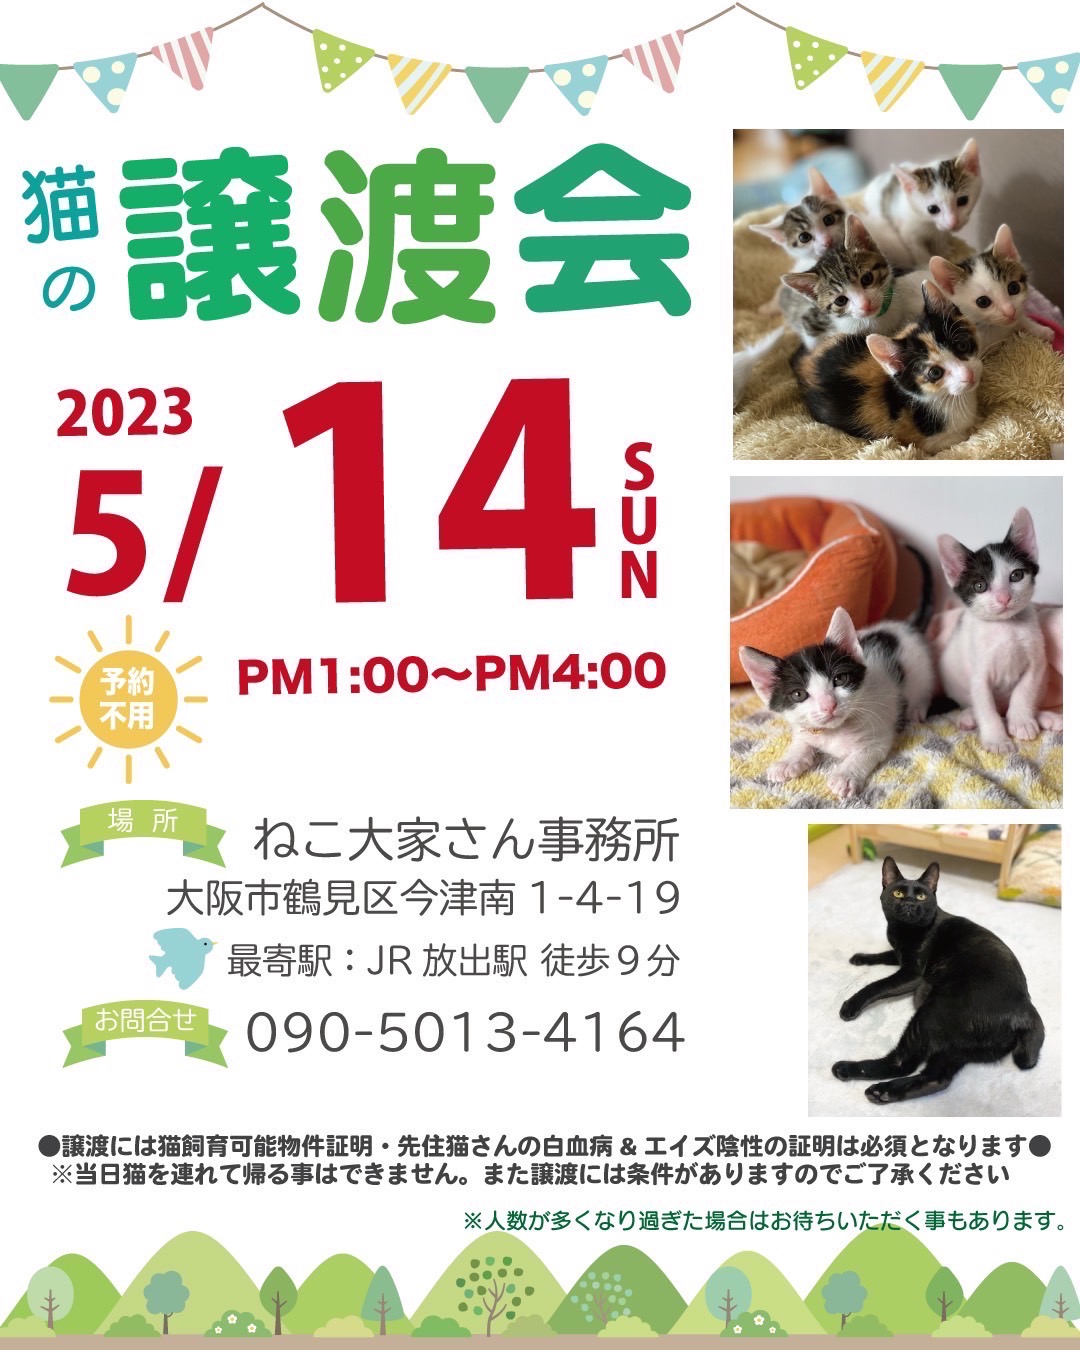 猫の
譲渡会
2023
5/14
SUN
予約
不用
PM1:00〜PM4:00
場 所
ねこ大家さん事務所
大阪市鶴見区今津南 1-4-19
最寄駅：JR 放出駅 徒歩９分
お問合せ
090-5013-4164
●譲渡には猫飼育可能物件証明・先住猫さんの白血病 & エイズ陰性の証明は必須となります●
※当日猫を連れて帰る事はできません。また譲渡には条件がありますのでご了承ください
※人数が多くなり過ぎた場合はお待ちいただく事もあります。